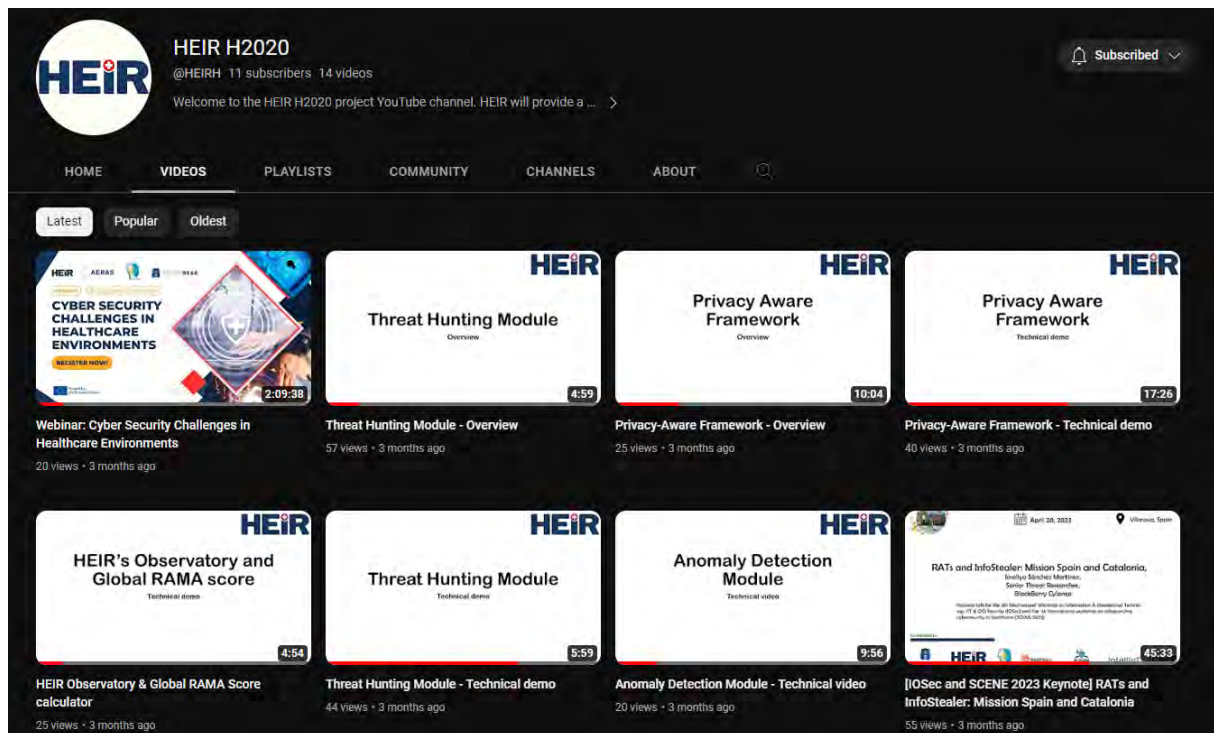 HEiR
HEIR H2020
@HEIRH 11 subscribers 14 videos
Welcome to the HEIR H2020 project YouTube channel. HEIR will provide a ...
Subscribed
HOME VIDEOS PLAYLISTS COMMUNITY CHANNELS ABOUT
Latest Popular Oldest
HEiR AERAS
CYBER SECURITY
CHALLENGES IN
HEALTHCARE
ENVIRONMENTS
REGISTER NOW!
2:09:38
Webinar: Cyber Security Challenges in
Healthcare Environments
20 views • 3 months ago
HEiR
Threat Hunting Module
Overview
4:59
Threat Hunting Module - Overview
57 views • 3 months ago
HEiR
Privacy Aware
Framework
Overview
10:04
Privacy-Aware Framework - Overview
25 views • 3 months ago
HEiR
Privacy Aware
Framework
Technical demo
17:26
Privacy-Aware Framework - Technical demo
40 views • 3 months ago
HEiR
HEiR's Observatory and
Global RAMA score
Technical demo
4:54
HEIR Observatory & Global RAMA Score
calculator
25 views • 3 months ago
HEiR
Threat Hunting Module
Technical demo
5:59
Threat Hunting Module - Technical demo
44 views • 3 months ago
HEiR
Anomaly Detection
Module
Technical video
9:56
Anomaly Detection Module - Technical video
20 views • 3 months ago
April 20, 2023
Vilanova, Spain
RATs and InfoStealer: Mission Spain and Catalonia,
Sánchez Martínez,
Senior Threat Researcher,
BlackBerry Cylance
HEiR
45:33
[IOSec and SCENE 2023 Keynote] RATs and
InfoStealer: Mission Spain and Catalonia
55 views • 3 months ago